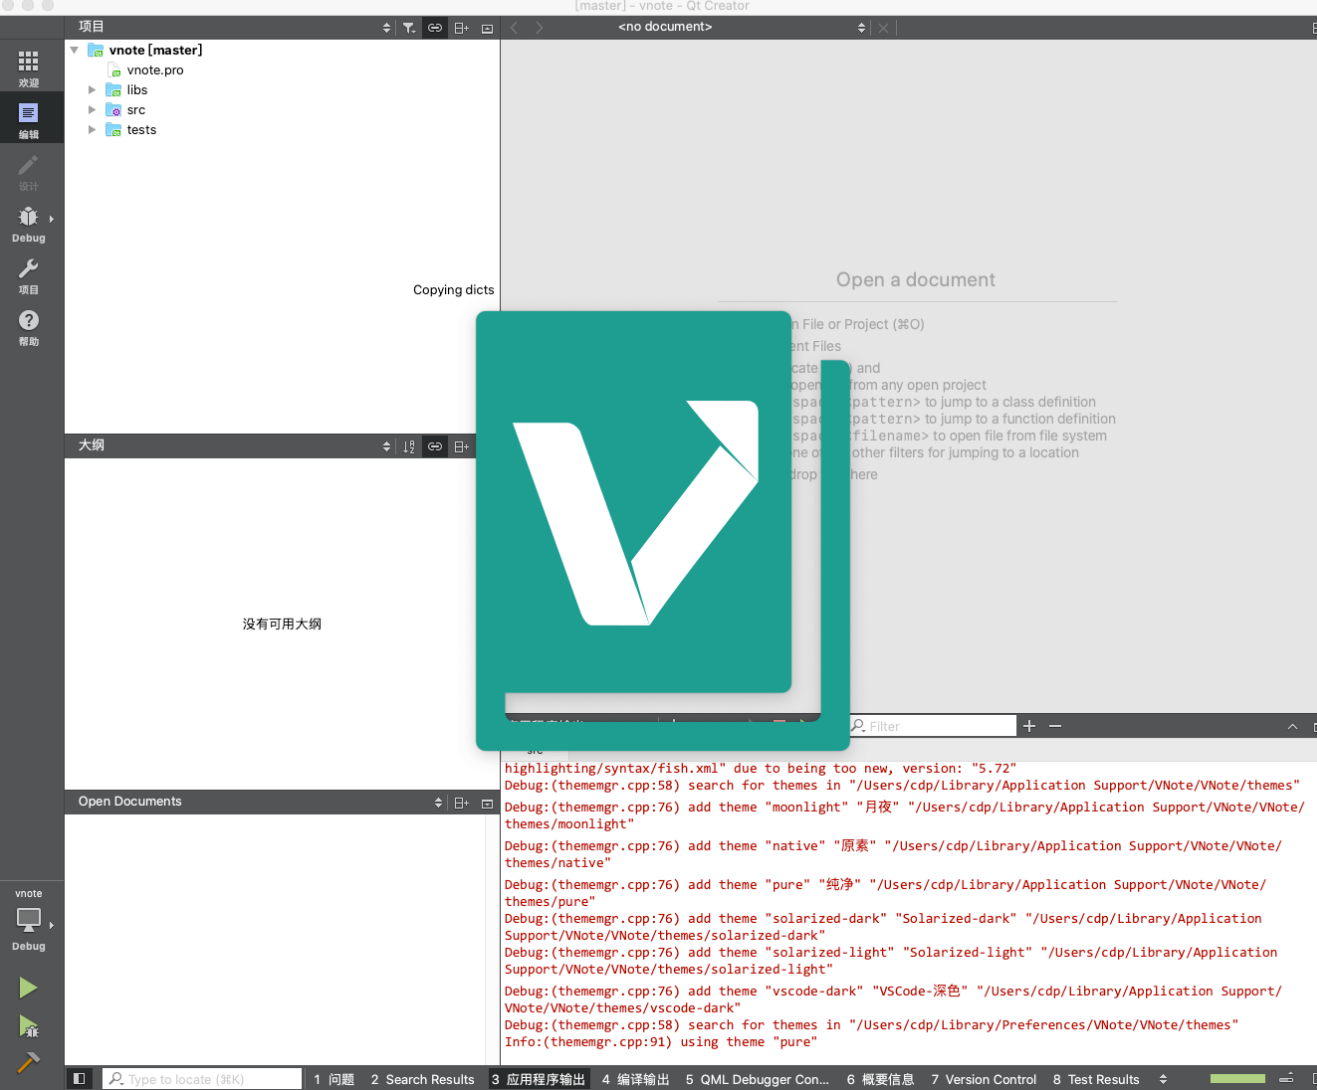 [master] - vnote - Qt Creator
项目
<no document>
欢迎
编辑
设计
Debug
项目
帮助
vnote [master]
vnote.pro
libs
src
tests
Copying dicts
Open a document
File or Project (⌘O)
Files
and
from any open project
<pattern> to jump to a class definition
<pattern> to jump to a function definition
<filename> to open file from file system
other filters for jumping to a location
drop here
大纲
没有可用大纲
Open Documents
Filter
src
highlighting/syntax/fish.xml" due to being too new, version: "5.72"
Debug:(thememgr.cpp:58) search for themes in "/Users/cdp/Library/Application Support/VNote/VNote/themes"
Debug:(thememgr.cpp:76) add theme "moonlight" "月夜" "/Users/cdp/Library/Application Support/VNote/VNote/
themes/moonlight"
Debug:(thememgr.cpp:76) add theme "native" "原素" "/Users/cdp/Library/Application Support/VNote/VNote/
themes/native"
Debug:(thememgr.cpp:76) add theme "pure" "纯净" "/Users/cdp/Library/Application Support/VNote/VNote/
themes/pure"
Debug:(thememgr.cpp:76) add theme "solarized-dark" "Solarized-dark" "/Users/cdp/Library/Application
Support/VNote/VNote/themes/solarized-dark"
Debug:(thememgr.cpp:76) add theme "solarized-light" "Solarized-light" "/Users/cdp/Library/Application
Support/VNote/VNote/themes/solarized-light"
Debug:(thememgr.cpp:76) add theme "vscode-dark" "VSCode-深色" "/Users/cdp/Library/Application Support/
VNote/VNote/themes/vscode-dark"
Debug:(thememgr.cpp:58) search for themes in "/Users/cdp/Library/Preferences/VNote/VNote/themes"
Info:(thememgr.cpp:91) using theme "pure"
vnote
Debug
Type to locate (⌘K)
1 问题
2 Search Results
3 应用程序输出
4 编译输出
5 QML Debugger Con...
6 概要信息
7 Version Control
8 Test Results